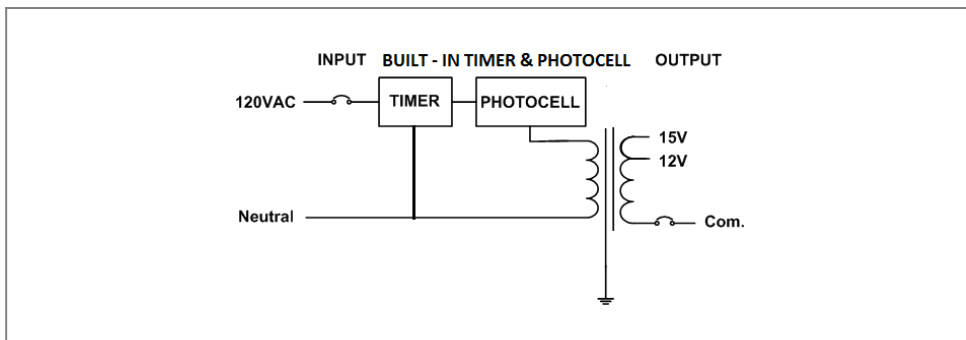 INPUT BUILT - IN TIMER & PHOTOCELL OUTPUT
120VAC TIMER PHOTOCELL
15V
12V
Neutral Com.